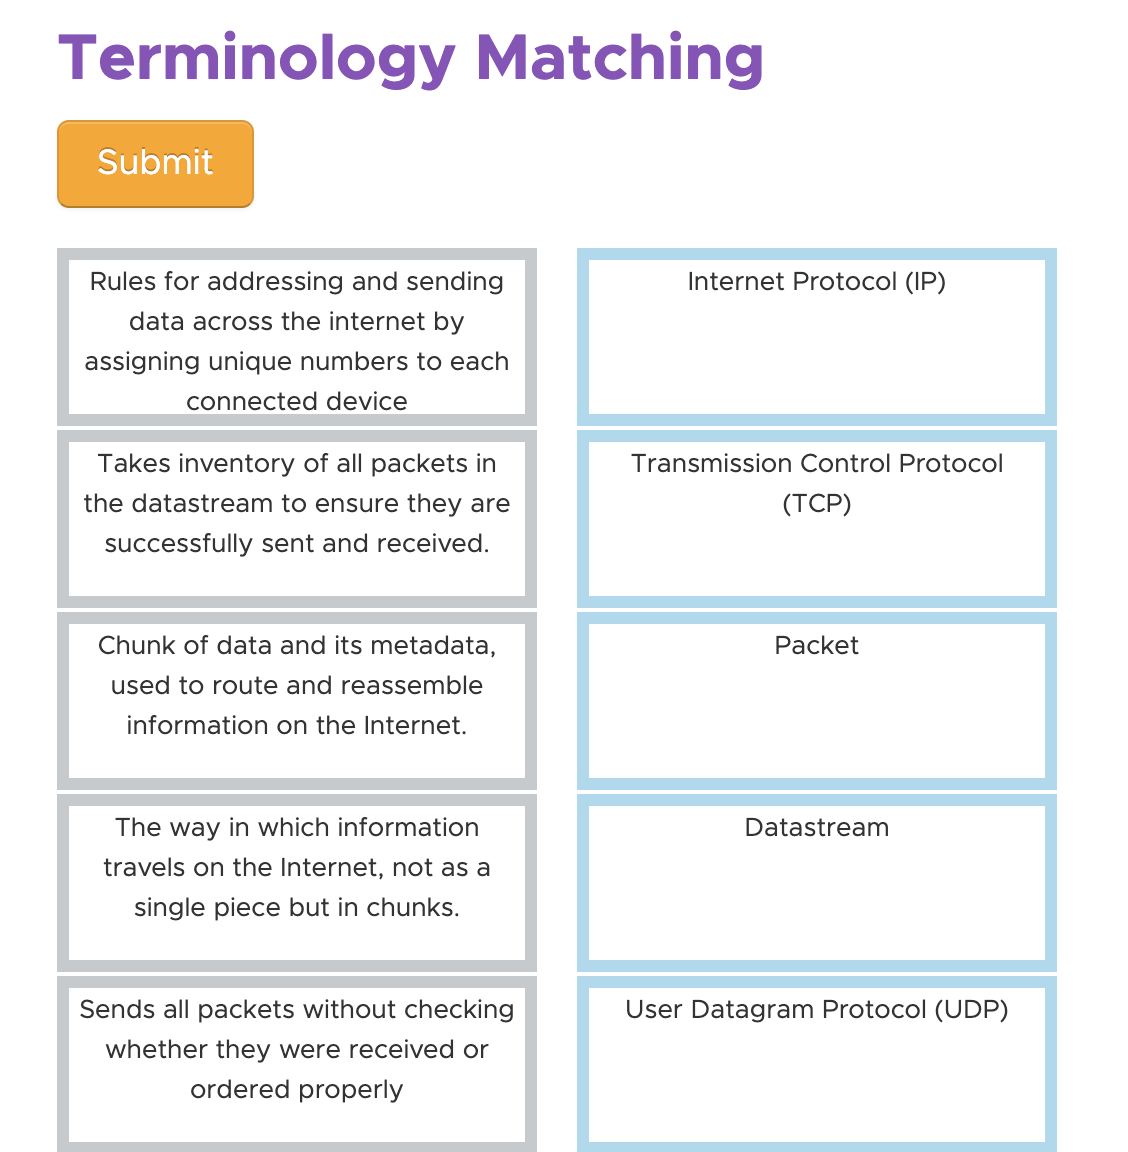 Terminology Matching
Submit
Rules for addressing and sending
data across the internet by
assigning unique numbers to each
connected device
Internet Protocol (IP)
Takes inventory of all packets in
the datastream to ensure they are
successfully sent and received.
Transmission Control Protocol
(TCP)
Chunk of data and its metadata,
used to route and reassemble
information on the Internet.
Packet
The way in which information
travels on the Internet, not as a
single piece but in chunks.
Datastream
Sends all packets without checking
whether they were received or
ordered properly
User Datagram Protocol (UDP)